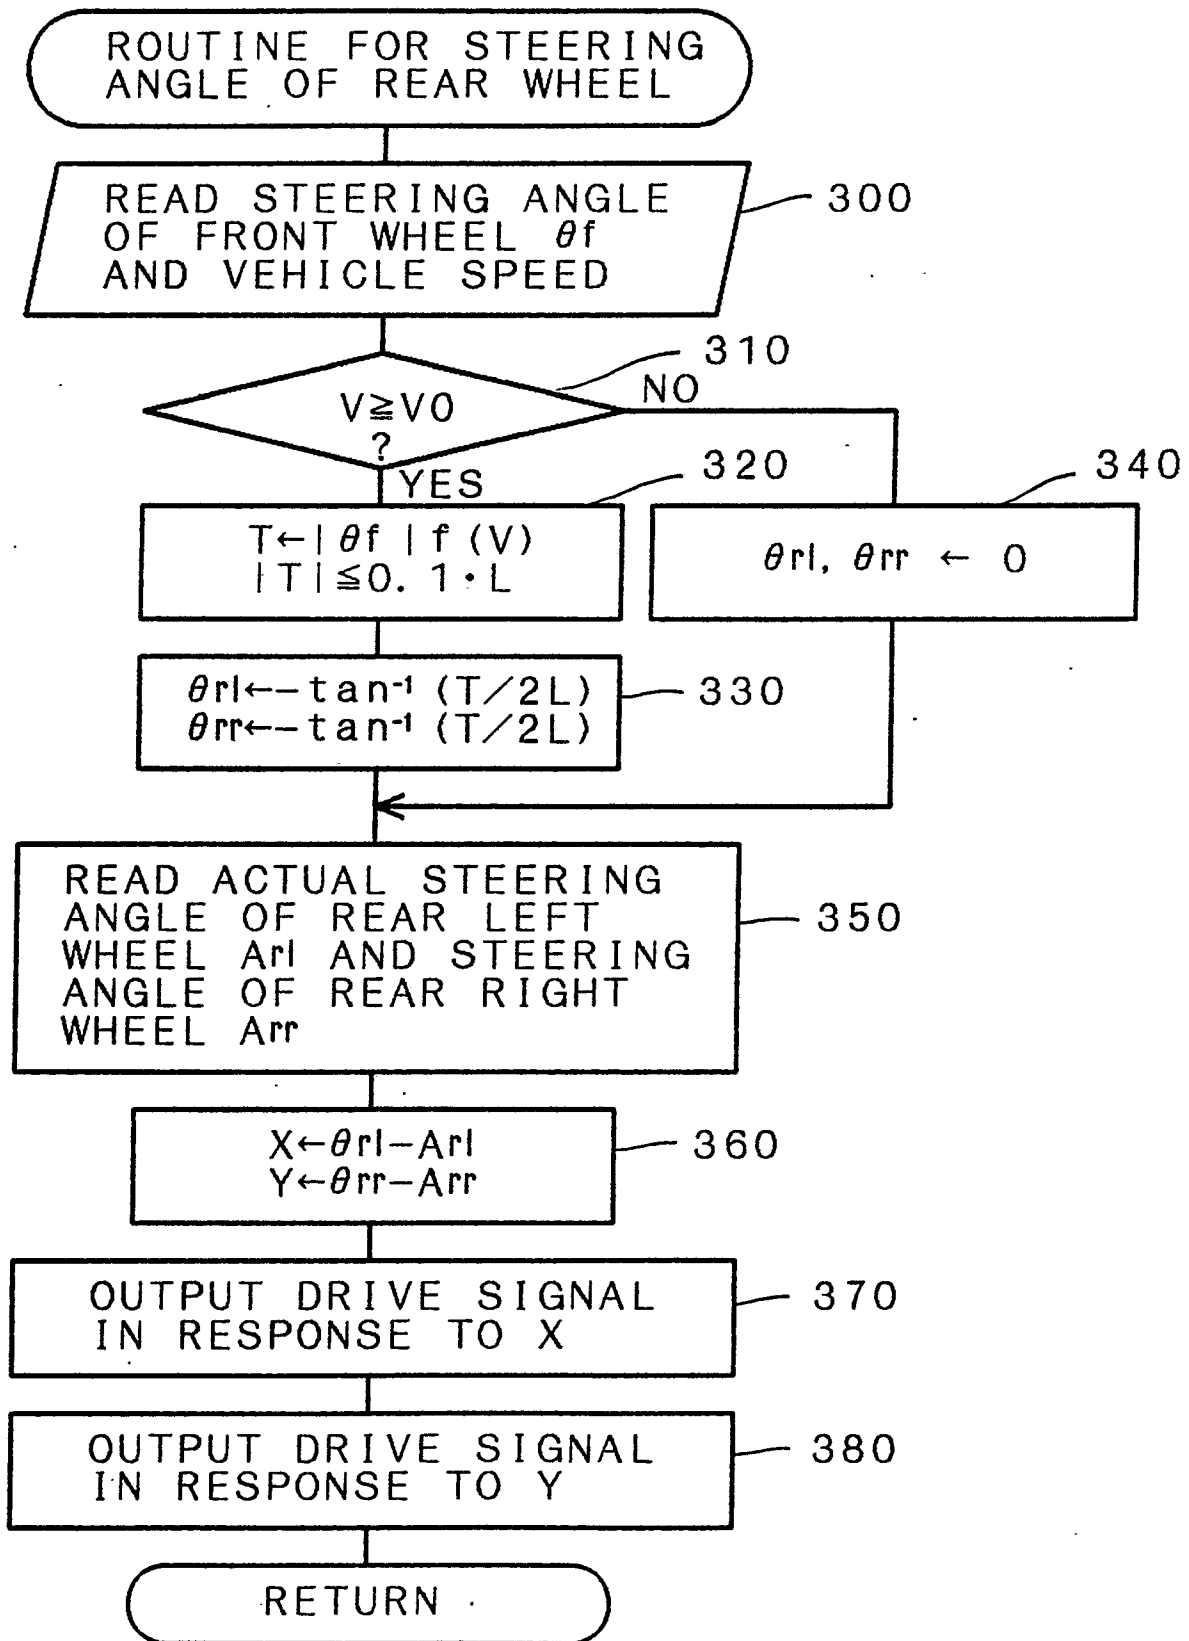 ROUTINE FOR STEERING
ANGLE OF REAR WHEEL
READ STEERING ANGLE
OF FRONT WHEEL θf
AND VEHICLE SPEED
300
310
V≧V0
?
NO
YES
320
T←|θf|f(V)
|T|≦0.1・L
340
θrl, θrr ← 0
330
θrl←-tan⁻¹(T/2L)
θrr←-tan⁻¹(T/2L)
READ ACTUAL STEERING
ANGLE OF REAR LEFT
WHEEL Arl AND STEERING
ANGLE OF REAR RIGHT
WHEEL Arr
350
X←θrl-Arl
Y←θrr-Arr
360
OUTPUT DRIVE SIGNAL
IN RESPONSE TO X
370
OUTPUT DRIVE SIGNAL
IN RESPONSE TO Y
380
RETURN